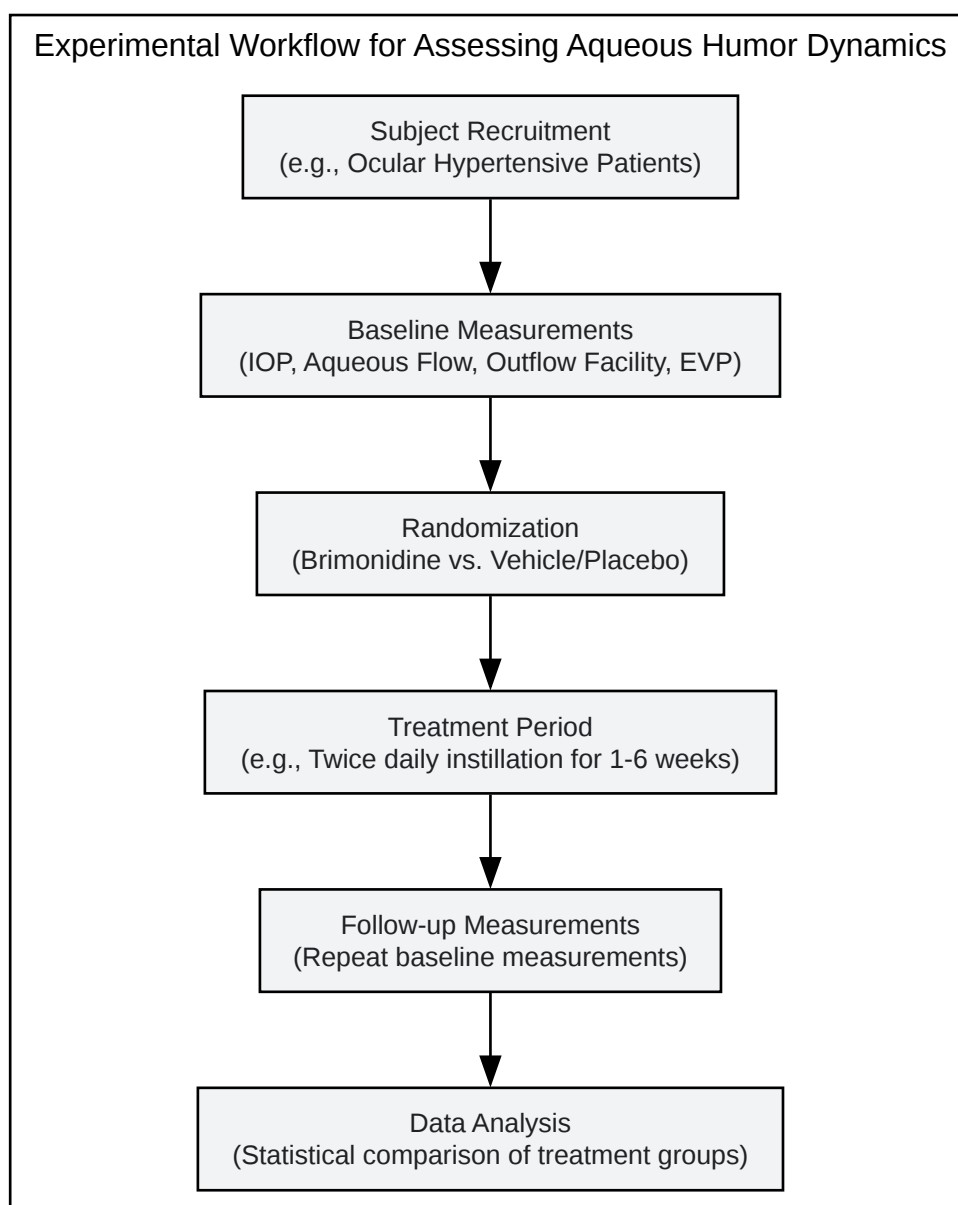 Experimental Workflow for Assessing Aqueous Humor Dynamics
Subject Recruitment
(e.g., Ocular Hypertensive Patients)
Baseline Measurements
(IOP, Aqueous Flow, Outflow Facility, EVP)
Randomization
(Brimonidine vs. Vehicle/Placebo)
Treatment Period
(e.g., Twice daily instillation for 1-6 weeks)
Follow-up Measurements
(Repeat baseline measurements)
Data Analysis
(Statistical comparison of treatment groups)